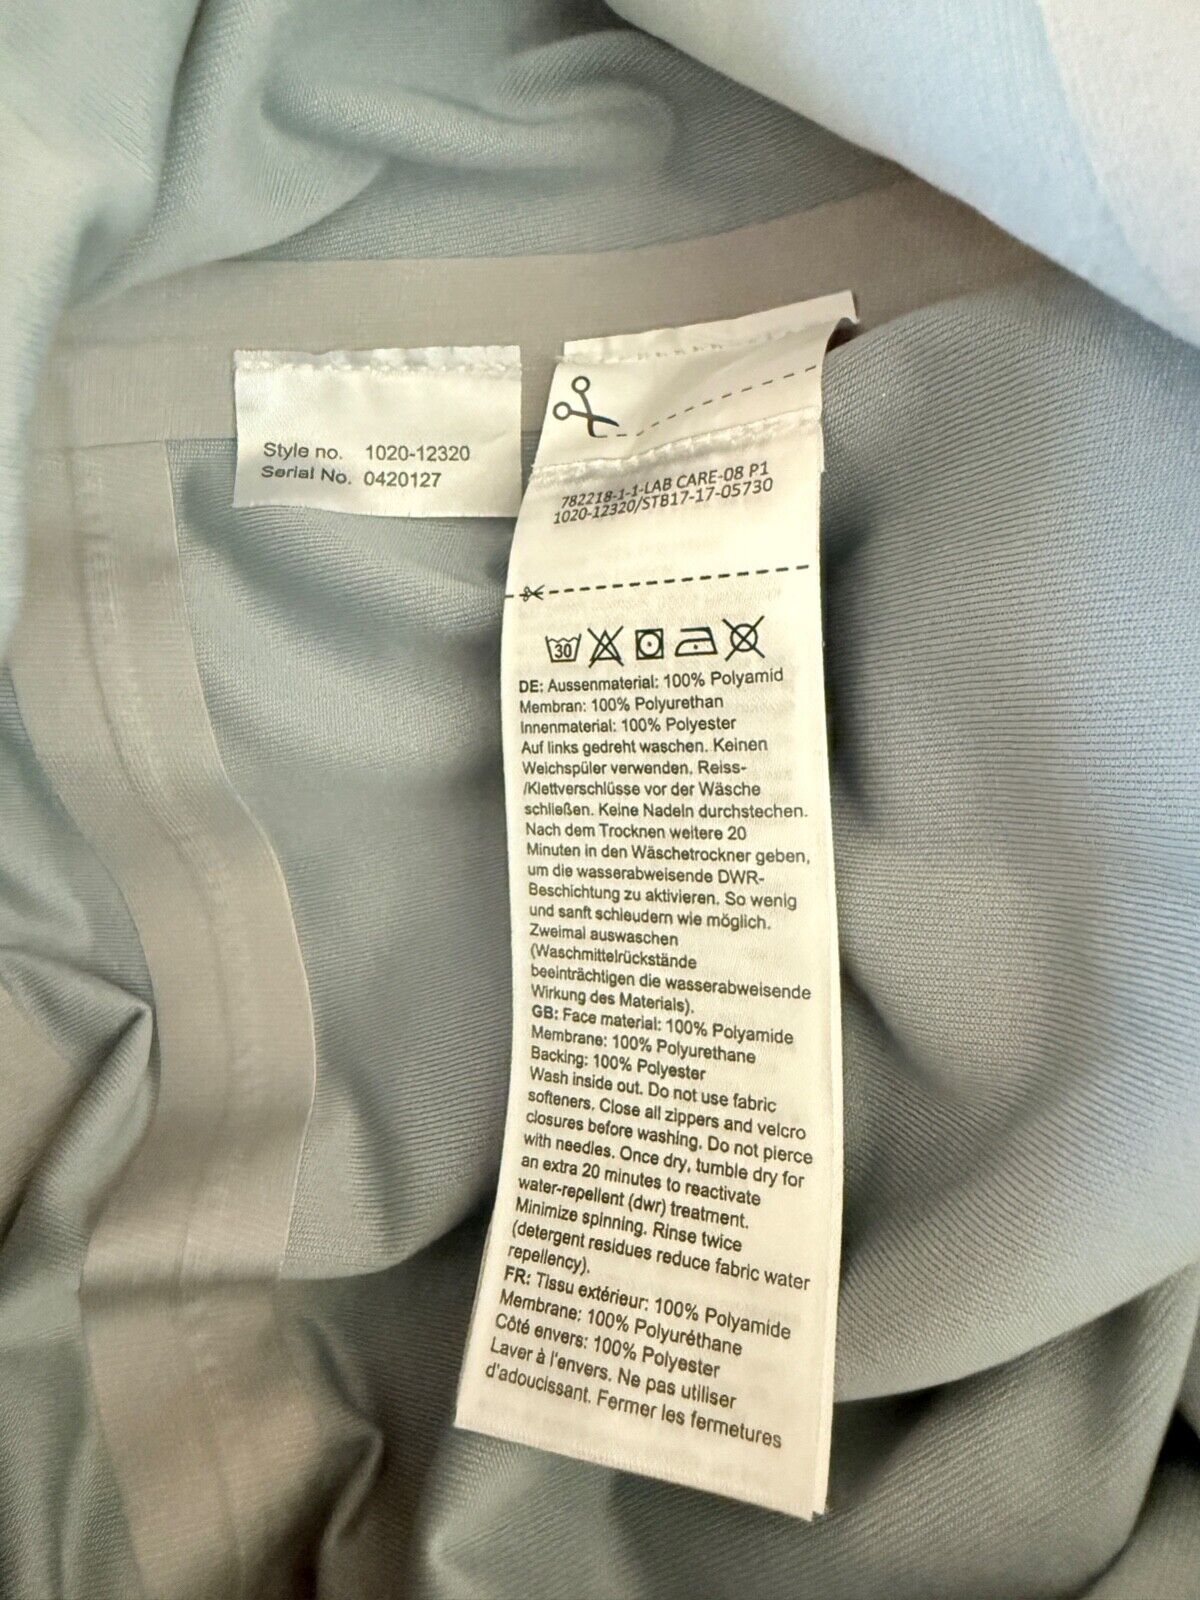 Style no. 1020-12320
Serial No. 0420127
782218-1-1-LAB CARE-08 P1
1020-12320/STB17-17-05730
30
DE: Aussenmaterial: 100% Polyamid
Membran: 100% Polyurethan
Innenmaterial: 100% Polyester
Auf links gedreht waschen. Keinen
Weichspüler verwenden. Reiss-
/Klettverschlüsse vor der Wäsche
schließen. Keine Nadeln durchstechen.
Nach dem Trocknen weitere 20
Minuten in den Wäschetrockner geben,
um die wasserabweisende DWR-
Beschichtung zu aktivieren. So wenig
und sanft schleudern wie möglich.
Zweimal auswaschen
(Waschmittelrückstände
beeinträchtigen die wasserabweisende
Wirkung des Materials).
GB: Face material: 100% Polyamide
Membrane: 100% Polyurethane
Backing: 100% Polyester
Wash inside out. Do not use fabric
softeners. Close all zippers and velcro
closures before washing. Do not pierce
with needles. Once dry, tumble dry for
an extra 20 minutes to reactivate
water-repellent (dwr) treatment.
Minimize spinning. Rinse twice
(detergent residues reduce fabric water
repellency).
FR: Tissu extérieur: 100% Polyamide
Membrane: 100% Polyuréthane
Côté envers: 100% Polyester
Laver à l'envers. Ne pas utiliser
d'adoucissant. Fermer les fermetures